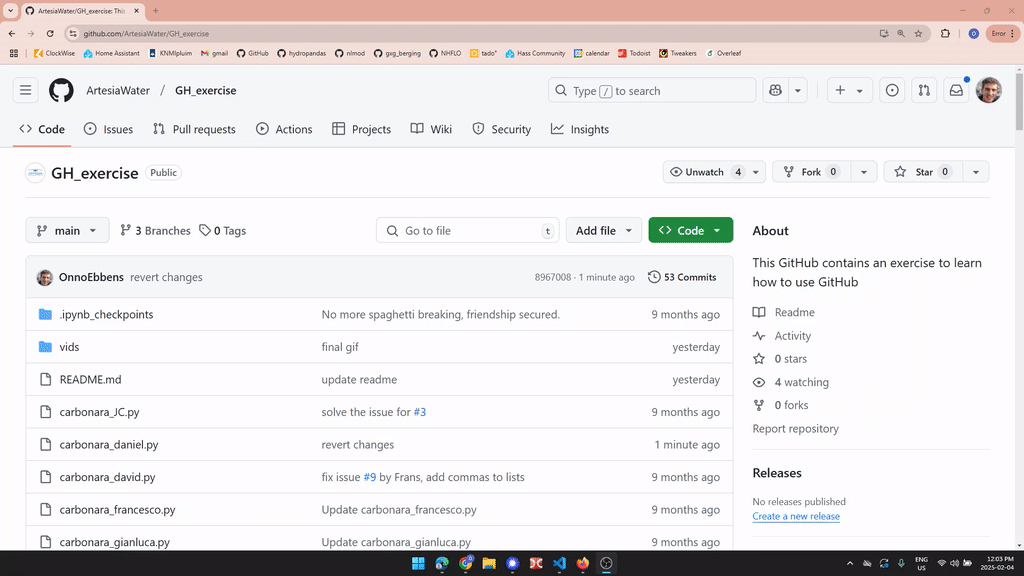 ArtesiaWater/GH_exercise: Thi
github.com/ArtesiaWater/GH_exercise
Error
ClockWise
Home Assistant
KNMIpluim
gmail
GitHub
hydropandas
nlmod
gxg_berging
NHFLO
tado°
Hass Community
calendar
Todoist
Tweakers
Overleaf
ArtesiaWater / GH_exercise
Type / to search
Code
Issues
Pull requests
Actions
Projects
Wiki
Security
Insights
GH_exercise Public
Unwatch 4
Fork 0
Star 0
main
3 Branches
0 Tags
Go to file t
Add file
Code
OnnoEbbens revert changes 8967008 · 1 minute ago 53 Commits
.ipynb_checkpoints No more spaghetti breaking, friendship secured. 9 months ago
vids final gif yesterday
README.md update readme yesterday
carbonara_JC.py solve the issue for #3 9 months ago
carbonara_daniel.py revert changes 1 minute ago
carbonara_david.py fix issue #9 by Frans, add commas to lists 9 months ago
carbonara_francesco.py Update carbonara_francesco.py 9 months ago
carbonara_gianluca.py Update carbonara_gianluca.py 9 months ago
About
This GitHub contains an exercise to learn
how to use GitHub
Readme
Activity
0 stars
4 watching
0 forks
Report repository
Releases
No releases published
Create a new release
ENG
US
12:03 PM
2025-02-04